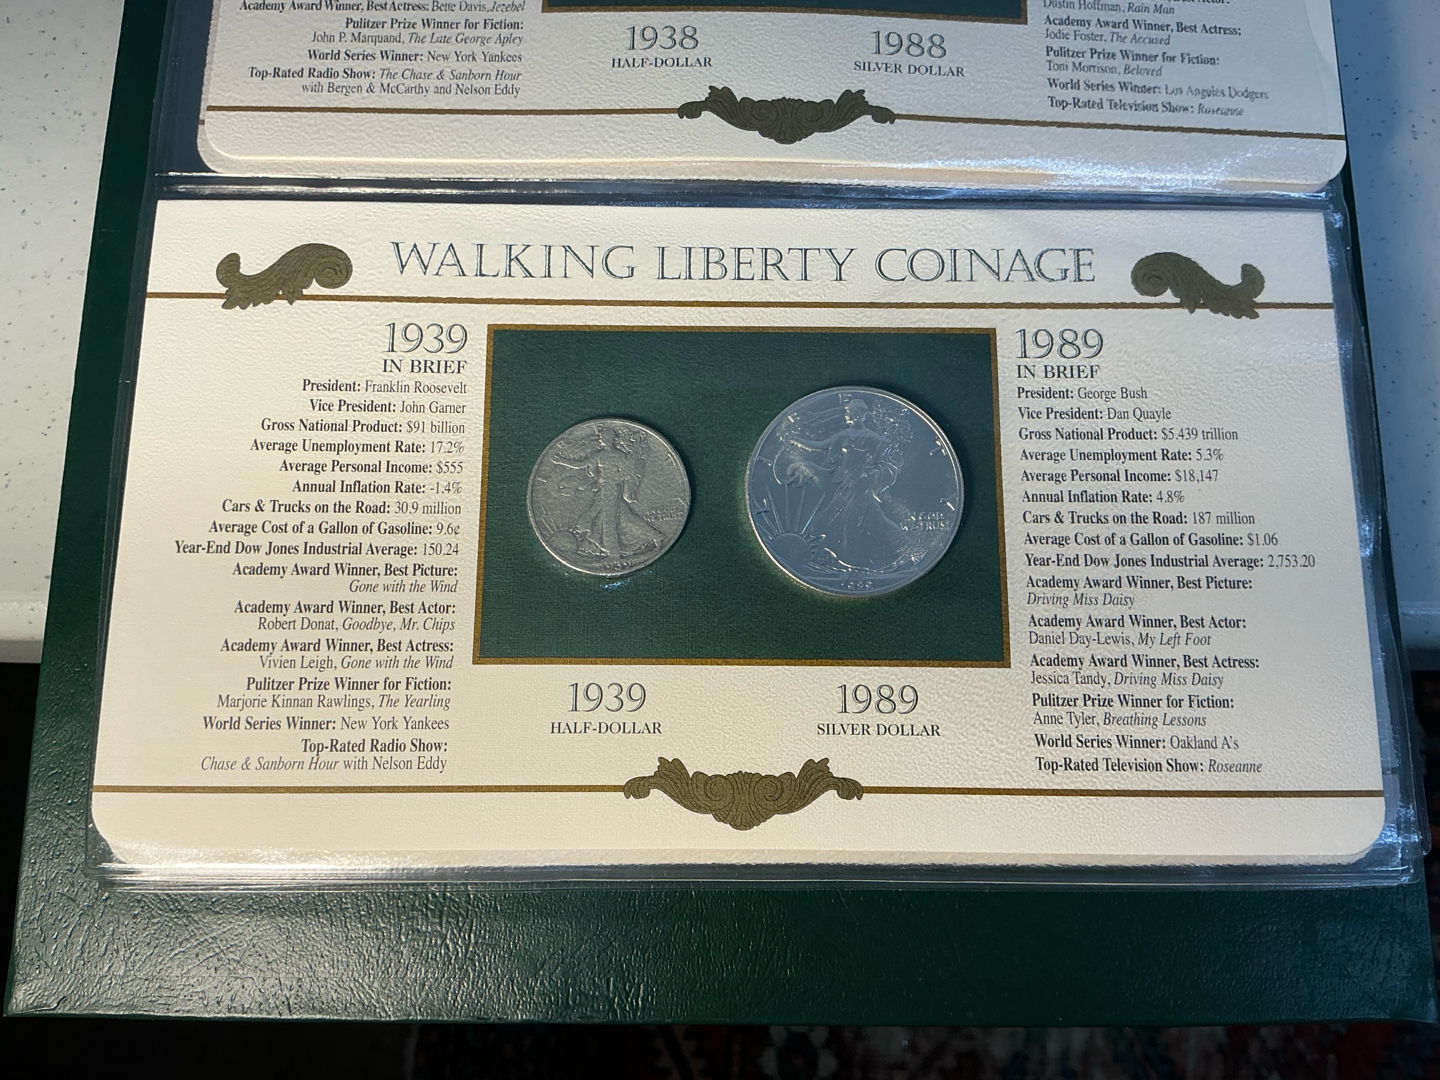 Academy Award Winner, Best Actress: Bette Davis, Jezebel
Pulitzer Prize Winner for Fiction:
John P. Marquand, The Late George Apley
World Series Winner: New York Yankees
Top-Rated Radio Show: The Chase & Sanborn Hour
with Bergen & McCarthy and Nelson Eddy
1938
HALF-DOLLAR
1988
SILVER DOLLAR
Dustin Hoffman, Rain Man
Academy Award Winner, Best Actress:
Jodie Foster, The Accused
Pulitzer Prize Winner for Fiction:
Toni Morrison, Beloved
World Series Winner: Los Angeles Dodgers
Top-Rated Television Show: Roseanne
WALKING LIBERTY COINAGE
1939
IN BRIEF
President: Franklin Roosevelt
Vice President: John Garner
Gross National Product: $91 billion
Average Unemployment Rate: 17.2%
Average Personal Income: $555
Annual Inflation Rate: -1.4%
Cars & Trucks on the Road: 30.9 million
Average Cost of a Gallon of Gasoline: 9.6¢
Year-End Dow Jones Industrial Average: 150.24
Academy Award Winner, Best Picture:
Gone with the Wind
Academy Award Winner, Best Actor:
Robert Donat, Goodbye, Mr. Chips
Academy Award Winner, Best Actress:
Vivien Leigh, Gone with the Wind
Pulitzer Prize Winner for Fiction:
Marjorie Kinnan Rawlings, The Yearling
World Series Winner: New York Yankees
Top-Rated Radio Show:
Chase & Sanborn Hour with Nelson Eddy
IN GOD
WE TRUST
IN GOD
WE TRUST
1939
HALF-DOLLAR
1989
SILVER DOLLAR
1989
IN BRIEF
President: George Bush
Vice President: Dan Quayle
Gross National Product: $5.439 trillion
Average Unemployment Rate: 5.3%
Average Personal Income: $18,147
Annual Inflation Rate: 4.8%
Cars & Trucks on the Road: 187 million
Average Cost of a Gallon of Gasoline: $1.06
Year-End Dow Jones Industrial Average: 2,753.20
Academy Award Winner, Best Picture:
Driving Miss Daisy
Academy Award Winner, Best Actor:
Daniel Day-Lewis, My Left Foot
Academy Award Winner, Best Actress:
Jessica Tandy, Driving Miss Daisy
Pulitzer Prize Winner for Fiction:
Anne Tyler, Breathing Lessons
World Series Winner: Oakland A's
Top-Rated Television Show: Roseanne